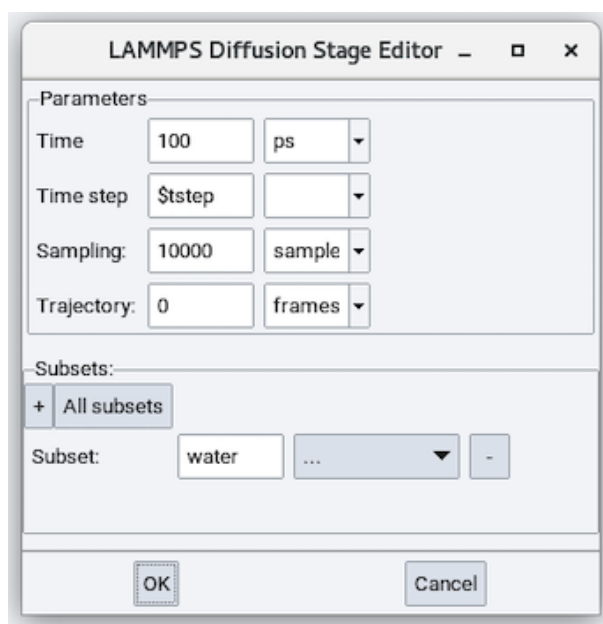 LAMMPS Diffusion Stage Editor
Parameters
Time 100 ps
Time step $tstep
Sampling: 10000 sample
Trajectory: 0 frames
Subsets:
+ All subsets
Subset: water ... -
OK Cancel